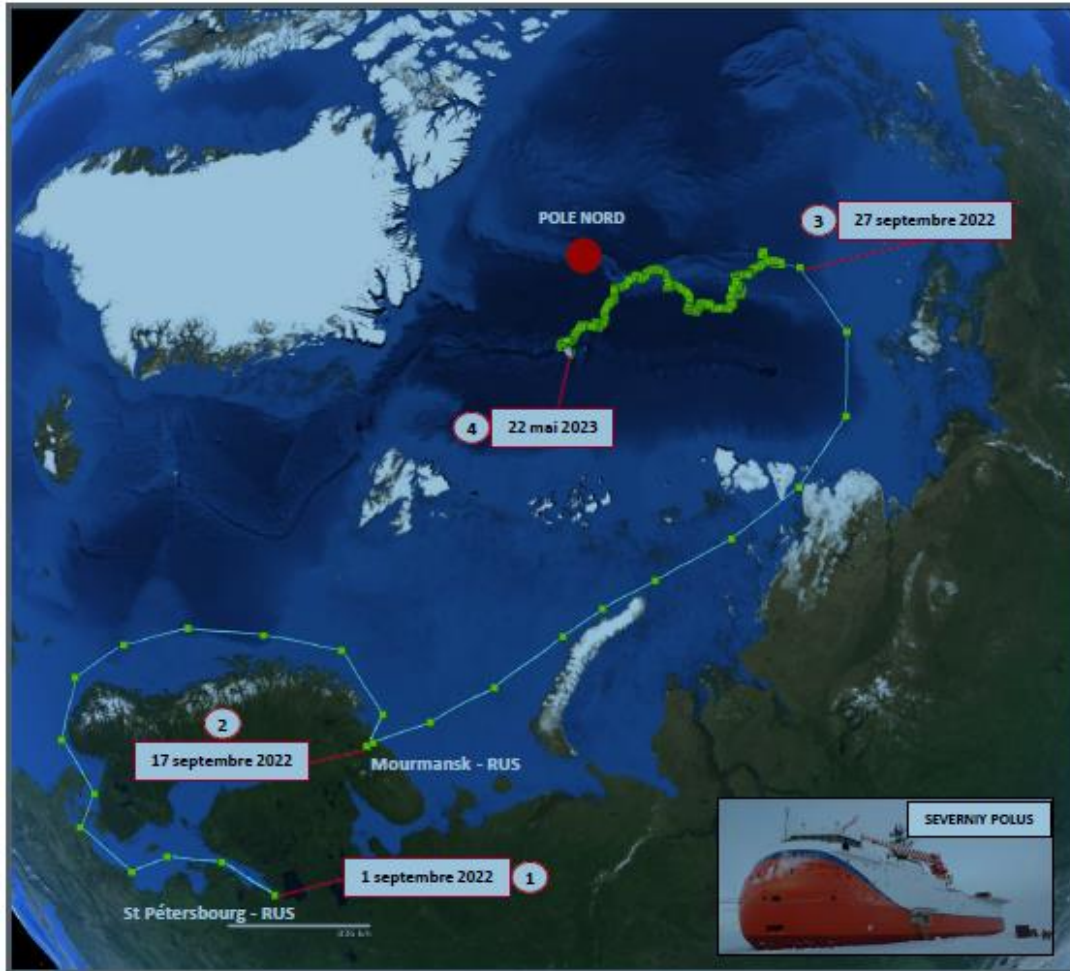 POLE NORD
3
27 septembre 2022
4
22 mai 2023
2
17 septembre 2022
Mourmansk - RUS
1 septembre 2022
1
St Pétersbourg - RUS
SEVERNIY POLUS